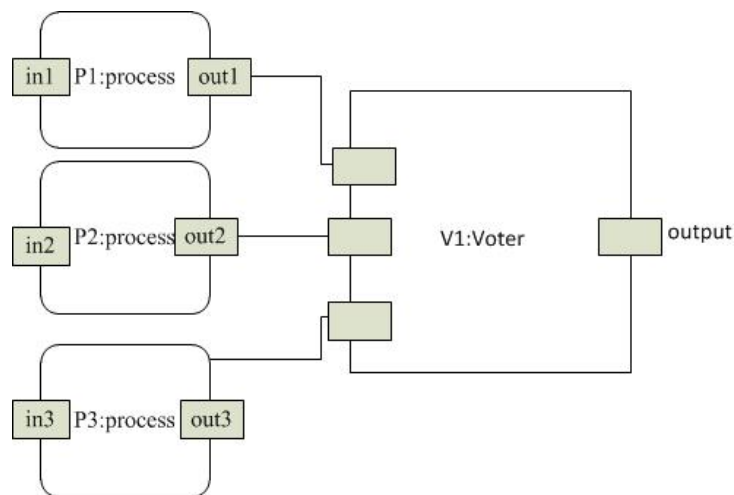 in1 P1:process out1
in2 P2:process out2
V1:Voter
output
in3 P3:process out3